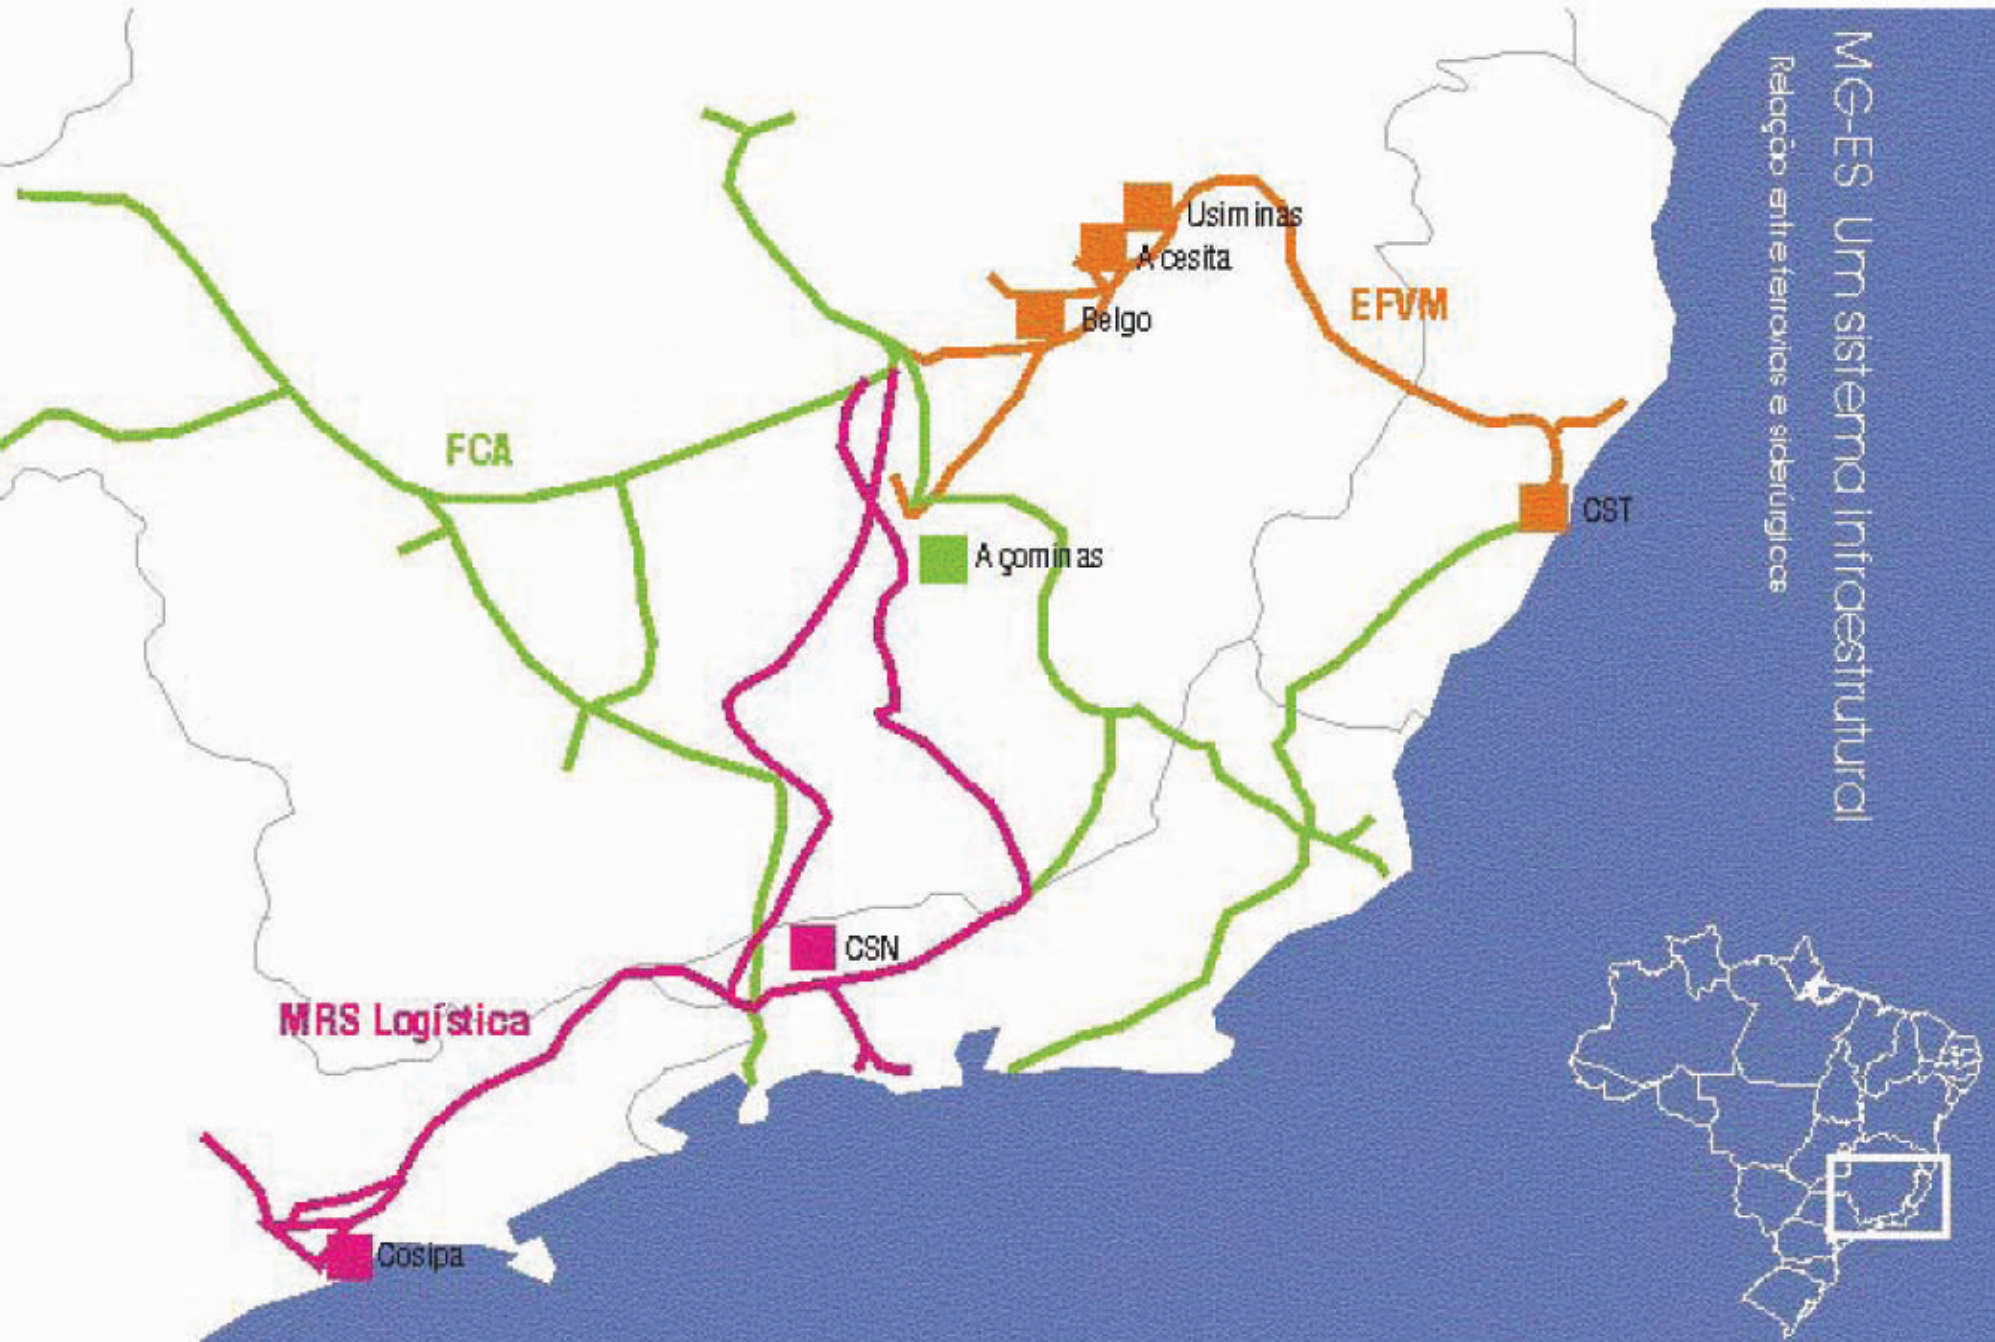 MG-ES Um sistema infraestrutural
Relação entre ferrovias e siderúrgicas
Usiminas
Acesita
Belgo
EFVM
FCA
CST
Açominas
CSN
MRS Logística
Cosipa